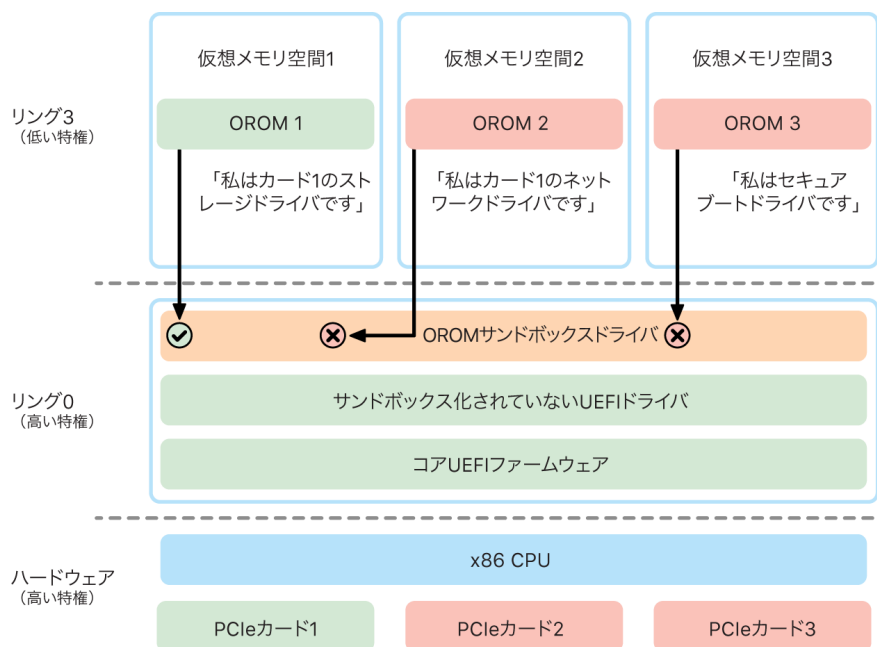 仮想メモリ空間1
仮想メモリ空間2
仮想メモリ空間3
リング3
（低い特権）
OROM 1
OROM 2
OROM 3
「私はカード1のスト
レージドライバです」
「私はカード1のネット
ワークドライバです」
「私はセキュア
ブートドライバです」
OROMサンドボックスドライバ
リング0
（高い特権）
サンドボックス化されていないUEFIドライバ
コアUEFIファームウェア
ハードウェア
（高い特権）
x86 CPU
PCIeカード1
PCIeカード2
PCIeカード3